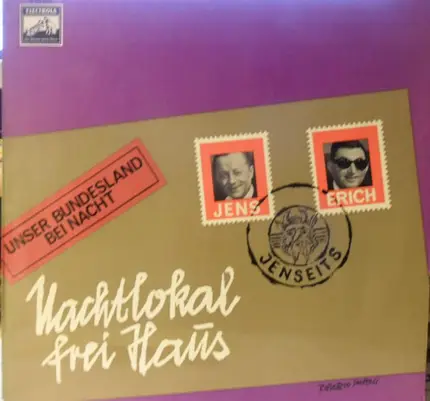 ELECTROLA
UNSER BUNDESLAND
BEI NACHT
JENS
ERICH
JENSEITS
Nachtlokal
frei Haus